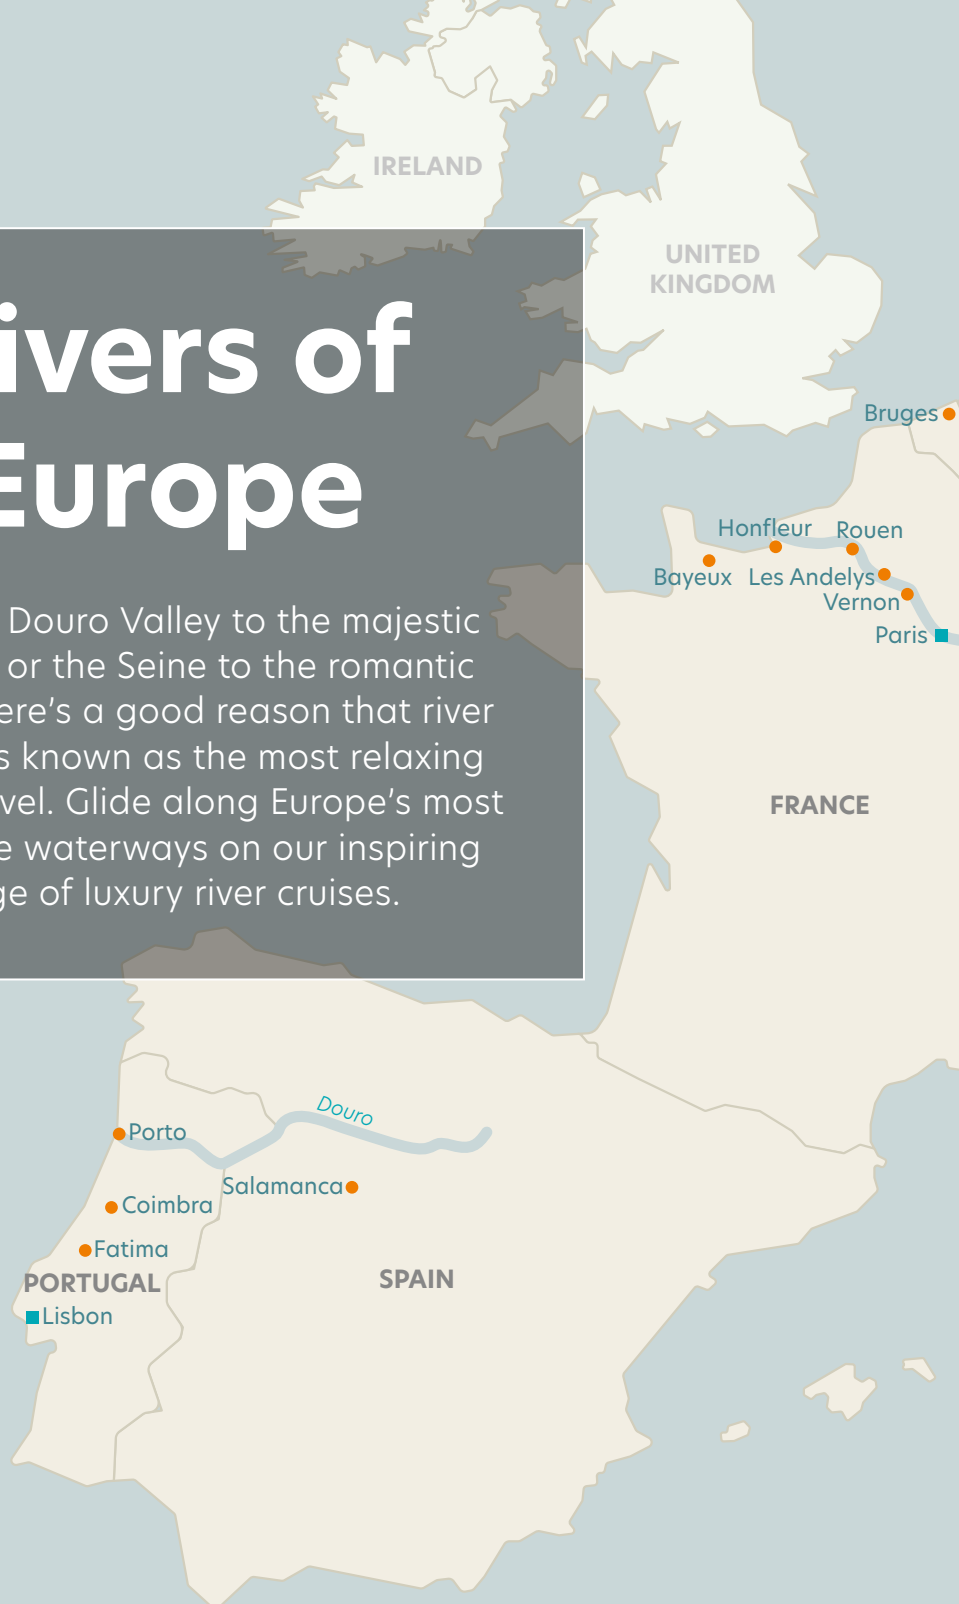 IRELAND
UNITED
KINGDOM
ivers of
Europe
Douro Valley to the majestic
or the Seine to the romantic
ere's a good reason that river
s known as the most relaxing
vel. Glide along Europe's most
e waterways on our inspiring
ge of luxury river cruises.
Bruges
Honfleur
Rouen
Bayeux
Les Andelys
Vernon
Paris
FRANCE
Douro
Porto
Salamanca
Coimbra
Fatima
PORTUGAL
SPAIN
Lisbon